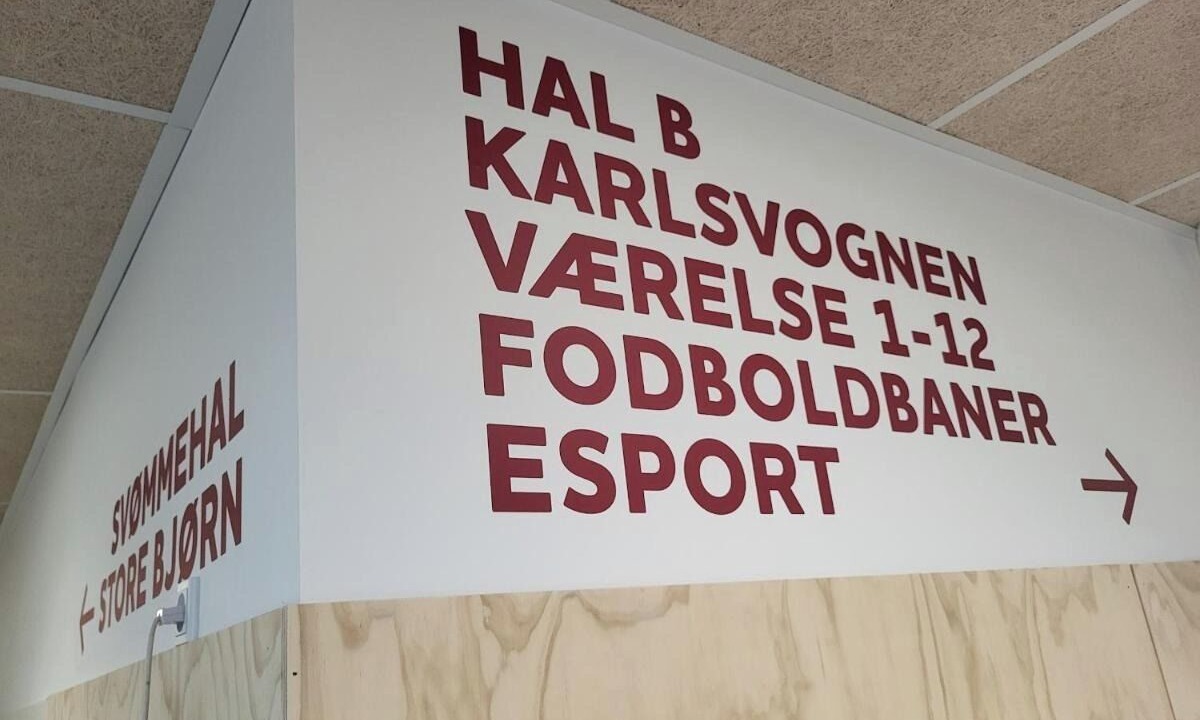 HAL B
KARLSVOGNEN
VÆRELSE 1-12
FODBOLDBANER
ESPORT →
SVØMMEHAL
← STORE BJØRN